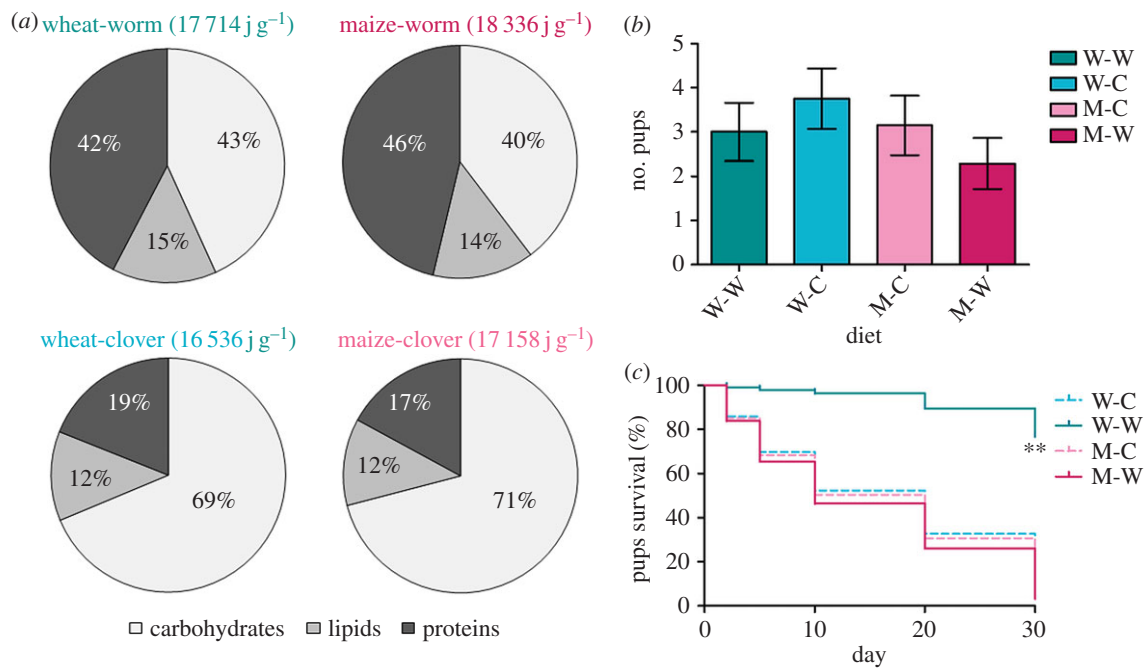 (a) wheat-worm (17 714 j g⁻¹)
maize-worm (18 336 j g⁻¹)
42%
43%
15%
46%
40%
14%
wheat-clover (16 536 j g⁻¹)
maize-clover (17 158 j g⁻¹)
19%
12%
69%
17%
12%
71%
carbohydrates lipids proteins
(b)
5
4
3
2
1
0
no. pups
W-W
W-C
M-C
M-W
diet
W-W
W-C
M-C
M-W
(c)
100
80
60
40
20
0
pups survival (%)
0 10 20 30
day
**
W-C
W-W
M-C
M-W